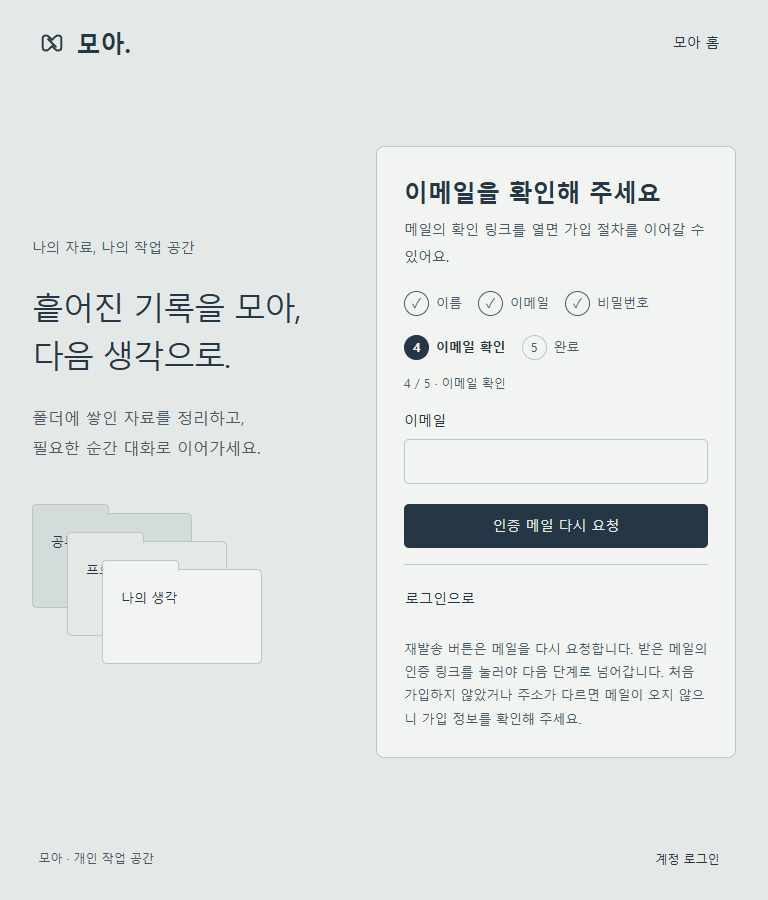 모아.
모아 홈
나의 자료, 나의 작업 공간
흩어진 기록을 모아,
다음 생각으로.
폴더에 쌓인 자료를 정리하고,
필요한 순간 대화로 이어가세요.
나의 생각
이메일을 확인해 주세요
메일의 확인 링크를 열면 가입 절차를 이어갈 수
있어요.
✓ 이름 ✓ 이메일 ✓ 비밀번호
4 이메일 확인 5 완료
4 / 5 · 이메일 확인
이메일
인증 메일 다시 요청
로그인으로
재발송 버튼은 메일을 다시 요청합니다. 받은 메일의
인증 링크를 눌러야 다음 단계로 넘어갑니다. 처음
가입하지 않았거나 주소가 다르면 메일이 오지 않으
니 가입 정보를 확인해 주세요.
모아 · 개인 작업 공간
계정 로그인